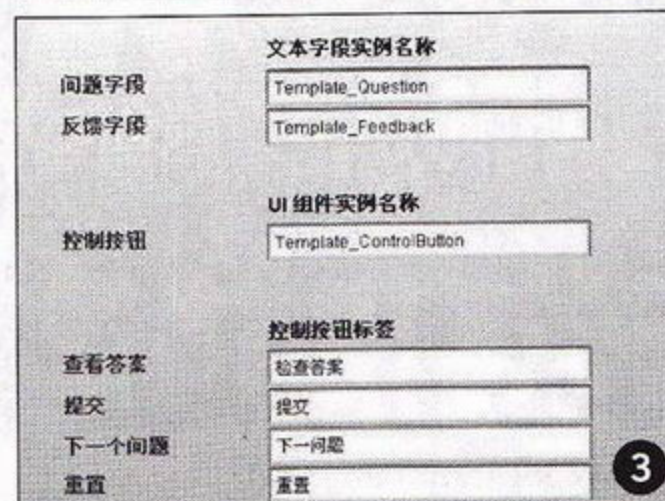 文本字段实例名称
问题字段 Template_Question
反馈字段 Template_Feedback
UI 组件实例名称
控制按钮 Template_ControlButton
控制按钮标签
查看答案 检查答案
提交 提交
下一个问题 下一问题
重置 重置
3